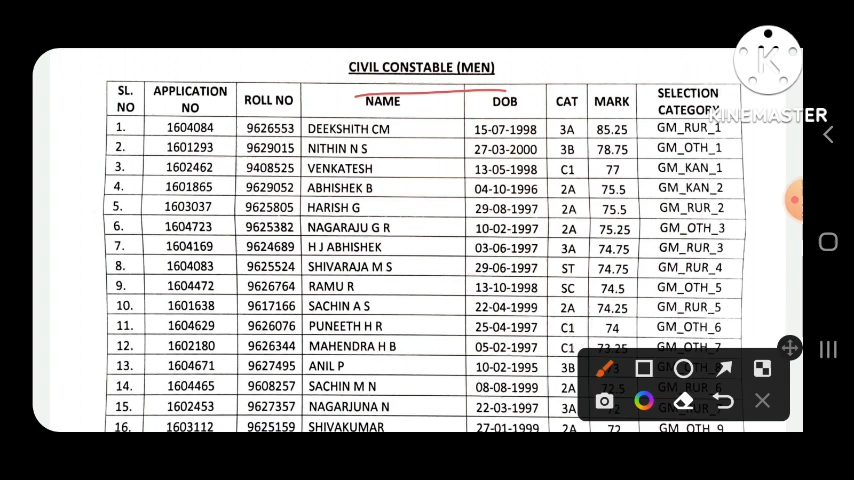 CIVIL CONSTABLE (MEN)
SL. NO APPLICATION NO ROLL NO NAME DOB CAT MARK SELECTION CATEGORY
1. 1604084 9626553 DEEKSHITH CM 15-07-1998 3A 85.25 GM_RUR_1
2. 1601293 9629015 NITHIN N S 27-03-2000 3B 78.75 GM_OTH_1
3. 1602462 9408525 VENKATESH 13-05-1998 C1 77 GM_KAN_1
4. 1601865 9629052 ABHISHEK B 04-10-1996 2A 75.5 GM_KAN_2
5. 1603037 9625805 HARISH G 29-08-1997 2A 75.5 GM_RUR_2
6. 1604723 9625382 NAGARAJU G R 10-02-1997 2A 75.25 GM_OTH_3
7. 1604169 9624689 H J ABHISHEK 03-06-1997 3A 74.75 GM_RUR_3
8. 1604083 9625524 SHIVARAJA M S 29-06-1997 ST 74.75 GM_RUR_4
9. 1604472 9626764 RAMU R 13-10-1998 SC 74.5 GM_OTH_5
10. 1601638 9617166 SACHIN A S 22-04-1999 2A 74.25 GM_RUR_5
11. 1604629 9626076 PUNEETH H R 25-04-1997 C1 74 GM_OTH_6
12. 1602180 9626344 MAHENDRA H B 05-02-1997 C1 73.25 GM_OTH_7
13. 1604671 9627495 ANIL P 10-02-1995 3B
14. 1604465 9608257 SACHIN M N 08-08-1999 2A 72.5 GM_RUR_6
15. 1602453 9627357 NAGARJUNA N 22-03-1997 3A 72
16. 1603112 9625159 SHIVAKUMAR 27-01-1999 2A 72 GM_OTH_9
K
KINEMASTER